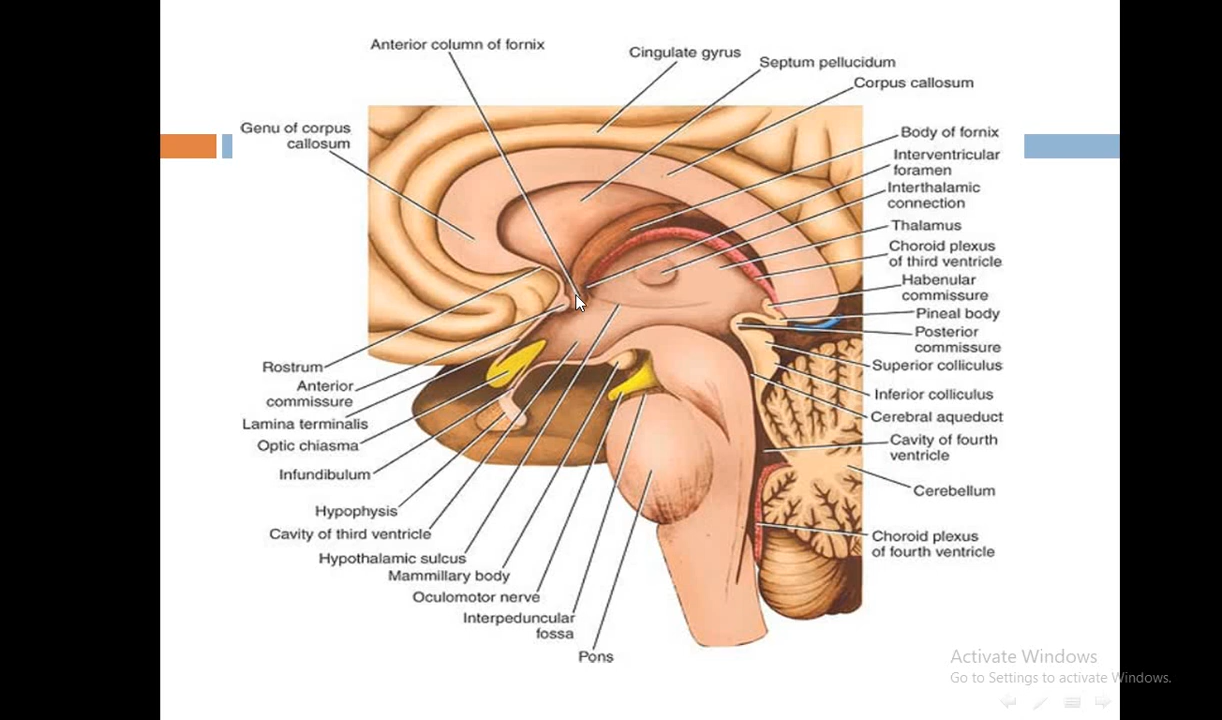 Anterior column of fornix
Cingulate gyrus
Septum pellucidum
Corpus callosum
Genu of corpus
callosum
Body of fornix
Interventricular
foramen
Interthalamic
connection
Thalamus
Choroid plexus
of third ventricle
Habenular
commissure
Pineal body
Posterior
commissure
Superior colliculus
Inferior colliculus
Cerebral aqueduct
Cavity of fourth
ventricle
Cerebellum
Choroid plexus
of fourth ventricle
Rostrum
Anterior
commissure
Lamina terminalis
Optic chiasma
Infundibulum
Hypophysis
Cavity of third ventricle
Hypothalamic sulcus
Mammillary body
Oculomotor nerve
Interpeduncular
fossa
Pons
Activate Windows
Go to Settings to activate Windows.